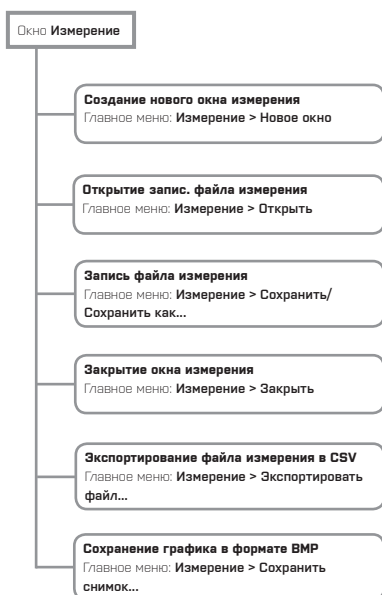 Окно Измерение
Создание нового окна измерения
Главное меню: Измерение > Новое окно
Открытие запис. файла измерения
Главное меню: Измерение > Открыть
Запись файла измерения
Главное меню: Измерение > Сохранить/
Сохранить как...
Закрытие окна измерения
Главное меню: Измерение > Закрыть
Экспортирование файла измерения в CSV
Главное меню: Измерение > Экспортировать
файл...
Сохранение графика в формате BMP
Главное меню: Измерение > Сохранить
снимок...